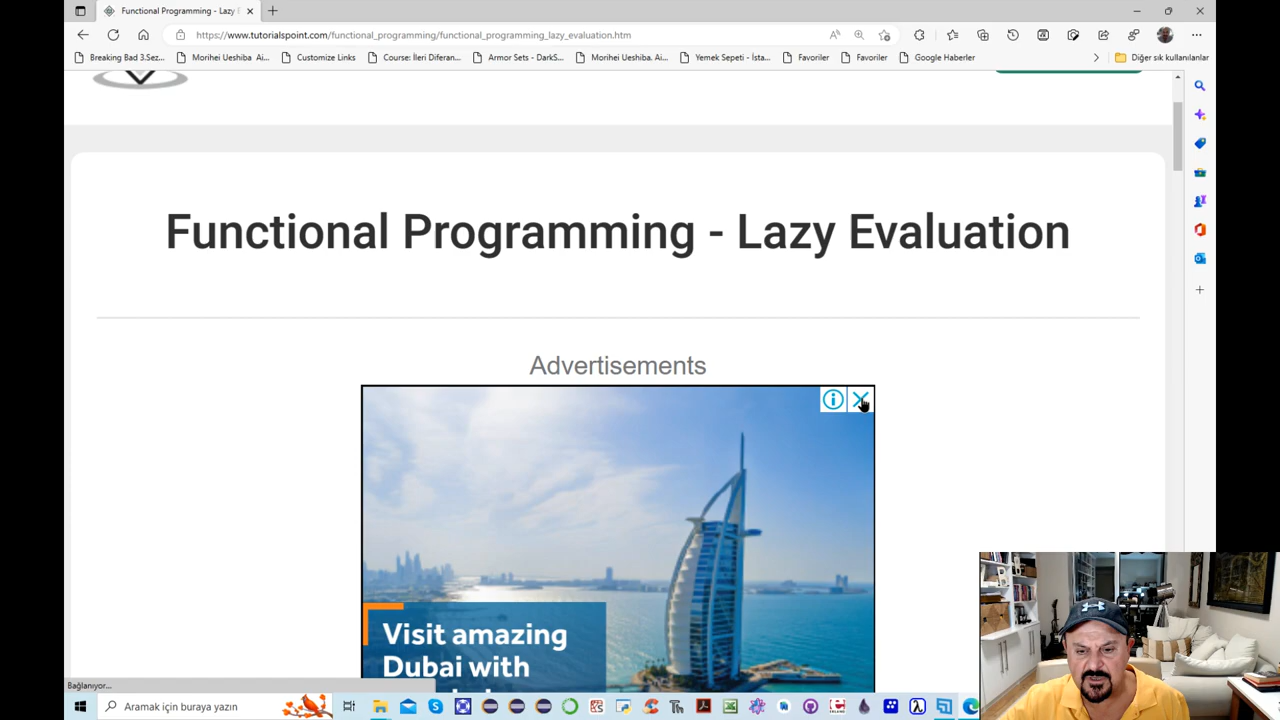 Functional Programming - Lazy E
https://www.tutorialspoint.com/functional_programming/functional_programming_lazy_evaluation.htm
Breaking Bad 3.Sez...
Morihei Ueshiba Ai...
Customize Links
Course: İleri Diferan...
Armor Sets - DarkS...
Morihei Ueshiba. Ai...
Yemek Sepeti - İsta...
Favoriler
Favoriler
Google Haberler
Diğer sık kullanılanlar
Functional Programming - Lazy Evaluation
Advertisements
Visit amazing
Dubai with
Bağlanıyor...
Aramak için buraya yazın